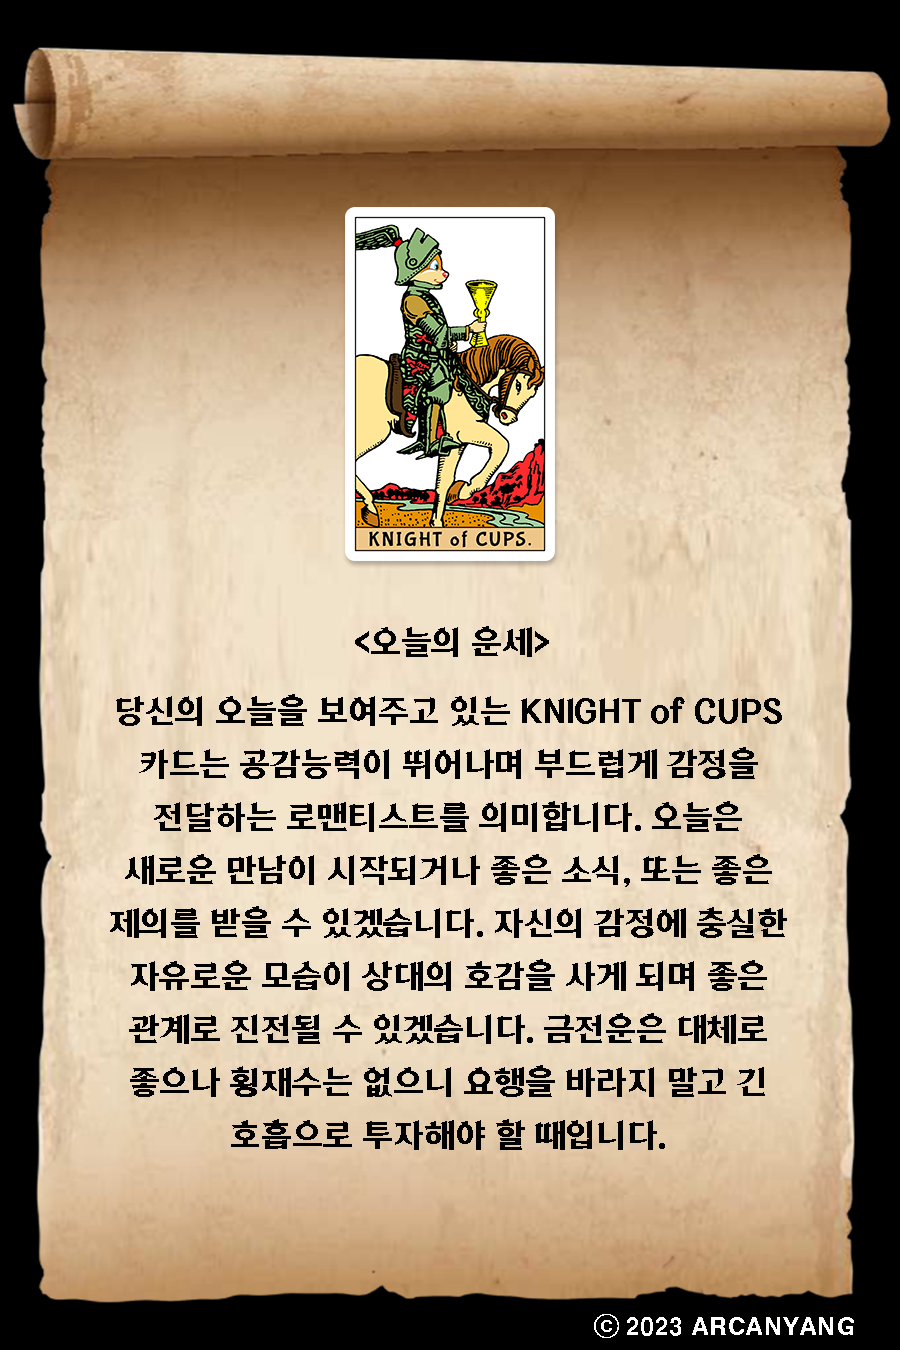 KNIGHT of CUPS.
<오늘의 운세>
당신의 오늘을 보여주고 있는 KNIGHT of CUPS
카드는 공감능력이 뛰어나며 부드럽게 감정을
전달하는 로맨티스트를 의미합니다. 오늘은
새로운 만남이 시작되거나 좋은 소식, 또는 좋은
제의를 받을 수 있겠습니다. 자신의 감정에 충실한
자유로운 모습이 상대의 호감을 사게 되며 좋은
관계로 진전될 수 있겠습니다. 금전운은 대체로
좋으나 횡재수는 없으니 요행을 바라지 말고 긴
호흡으로 투자해야 할 때입니다.
ⓒ 2023 ARCANYANG